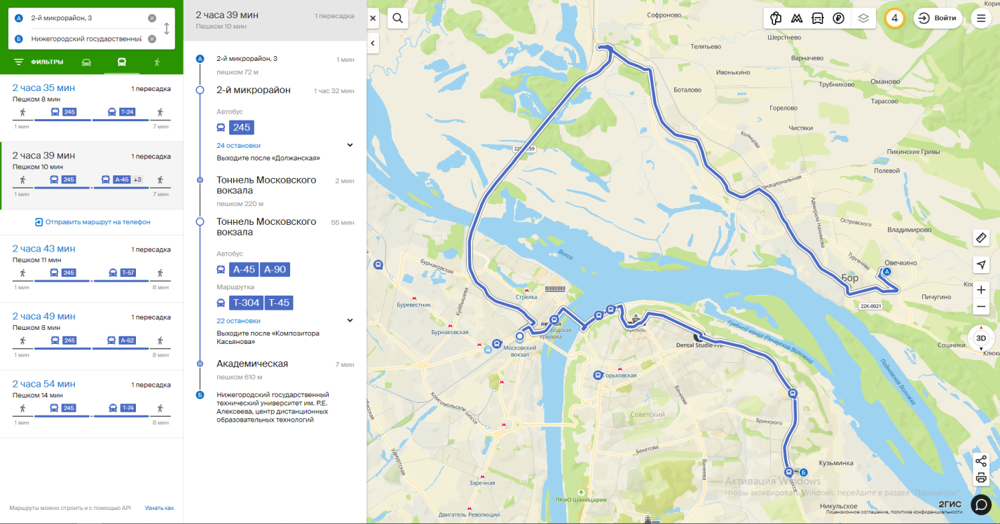 А
2-й микрорайон, 3
Б
Нижегородский государственный
ФИЛЬТРЫ
2 часа 35 мин
1 пересадка
Пешком 8 мин
245
Т-24
1 мин
7 мин
2 часа 39 мин
1 пересадка
Пешком 10 мин
245
А-45
+3
1 мин
7 мин
Отправить маршрут на телефон
2 часа 43 мин
1 пересадка
Пешком 11 мин
245
Т-57
1 мин
8 мин
2 часа 49 мин
1 пересадка
Пешком 8 мин
245
А-52
1 мин
8 мин
2 часа 54 мин
1 пересадка
Пешком 14 мин
245
Т-74
1 мин
8 мин
Маршруты можно строить и с помощью API
Узнать как
2 часа 39 мин
1 пересадка
Пешком 10 мин
А
2-й микрорайон, 3
1 мин
пешком 72 м
2-й микрорайон
1 час 32 мин
Автобус
245
24 остановки
Выходите после «Должанская»
Тоннель Московского
вокзала
2 мин
пешком 220 м
Тоннель Московского
вокзала
55 мин
Автобус
А-45
А-90
Маршрутка
Т-304
Т-45
22 остановки
Выходите после «Композитора
Касьянова»
Академическая
7 мин
пешком 610 м
Б
Нижегородский государственный
технический университет им. Р.Е.
Алексеева, центр дистанционных
образовательных технологий
4
Войти
Софроново
Шерстнево
Телятьево
Варначево
Ивонькино
Оманово
Трубниково
Боталово
Тарасово
Горелово
Чистяки
Кольцова
Пикинские Гривы
Полевой
Адмирала Нахимова
Островского
Владимирово
Тургенева
Овечкино
А
Бор
Пичугино
22К-0021
Волга
Бурнаковская
Куйбышева
Стрелка
Буревестник
Бурнаковская
ярмарка
Московский
вокзал
Кремль
Dental Studio Pro
Гребной канал (Печерская Воложка)
Подновская Воложка
Сошники
3D
Горьковская
Ванеева
Комсомольское шоссе
Советский
Бринского
Бекетова
Ванеева
Удмуртская
Заречная
Кузьминка
Б
ПКиО Швейцария
Двигатель Революции
Никульское
Активация Windows
Чтобы активировать Windows, перейдите в раздел "Параметры".
2ГИС
Лицензионное соглашение, политика конфиденциальности